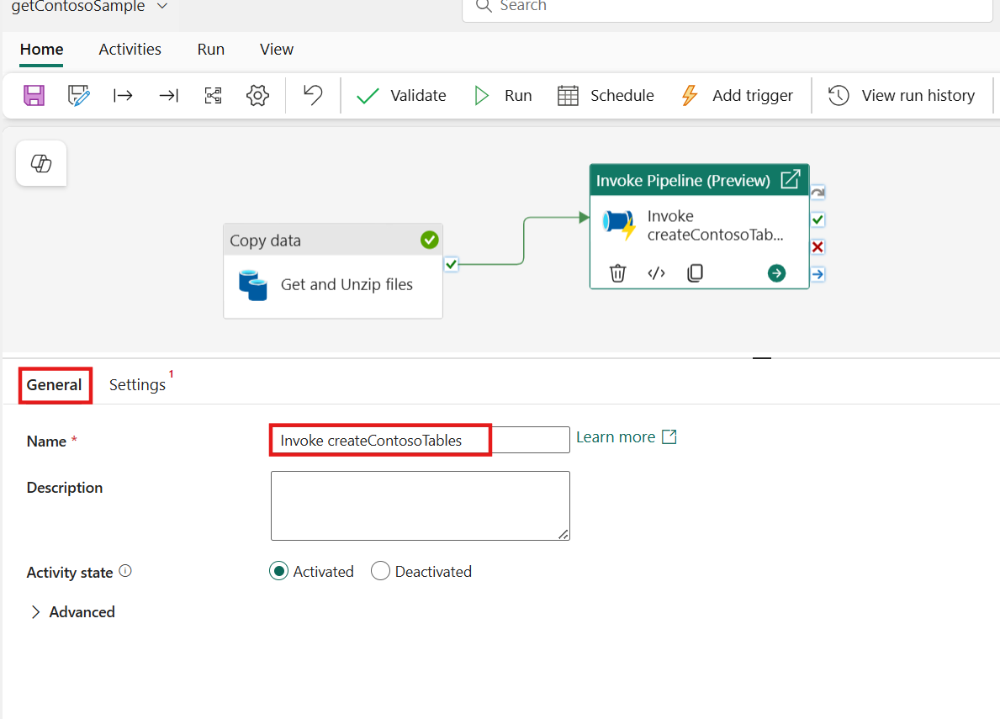 getContosoSample
Search
Home Activities Run View
Validate Run Schedule Add trigger View run history
Invoke Pipeline (Preview)
Invoke
createContosoTab...
Copy data
Get and Unzip files
General Settings 1
Name * Invoke createContosoTables Learn more
Description
Activity state Activated Deactivated
Advanced